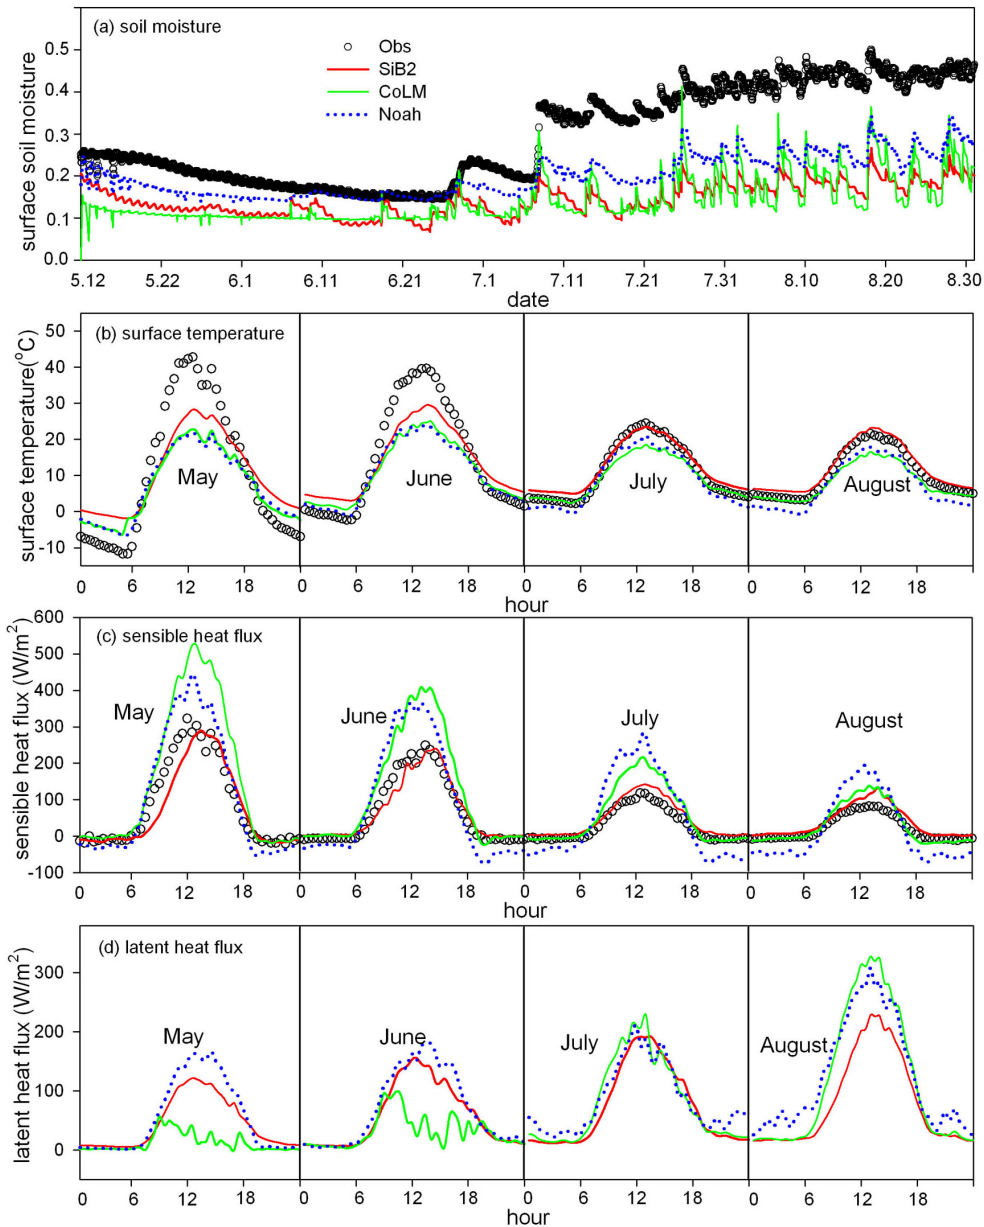 (a) soil moisture
Obs
SiB2
CoLM
Noah
surface soil moisture
0.5
0.4
0.3
0.2
0.1
0.0
5.12 5.22 6.1 6.11 6.21 7.1 7.11 7.21 7.31 8.10 8.20 8.30
date
(b) surface temperature
surface temperature(°C)
50
40
30
20
10
0
-10
May
June
July
August
0 6 12 18 0 6 12 18 0 6 12 18 0 6 12 18
hour
(c) sensible heat flux
sensible heat flux (W/m2)
600
500
400
300
200
100
0
-100
May
June
July
August
0 6 12 18 0 6 12 18 0 6 12 18 0 6 12 18
hour
(d) latent heat flux
latent heat flux (W/m2)
300
200
100
0
May
June
July
August
0 6 12 18 0 6 12 18 0 6 12 18 0 6 12 18
hour